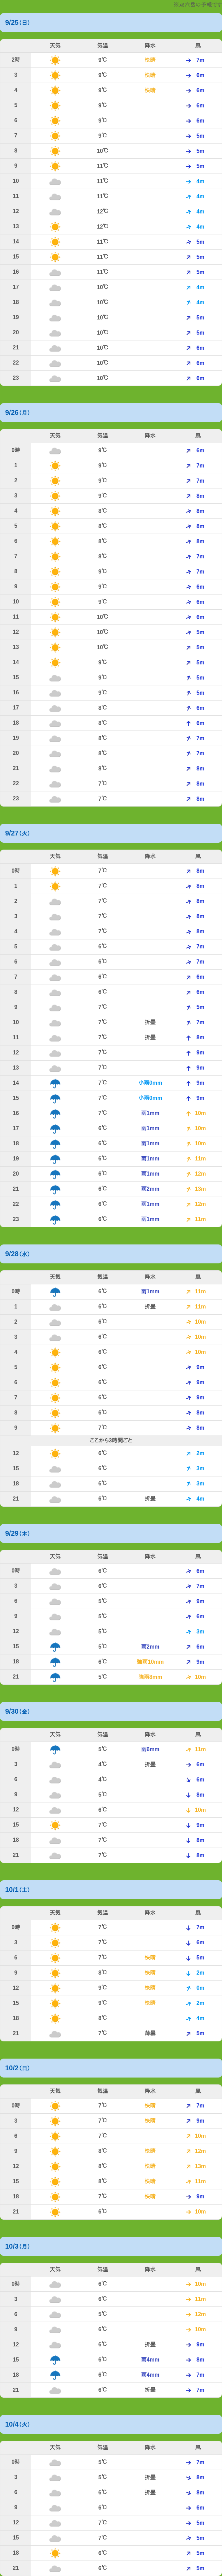 9/25(日)
天気 気温 降水 風
2時 9℃ 快晴 7m
3 9℃ 快晴 6m
4 9℃ 快晴 6m
5 9℃ 6m
6 9℃ 6m
7 9℃ 5m
8 10℃ 5m
9 11℃ 5m
10 11℃ 4m
11 11℃ 4m
12 12℃ 4m
13 12℃ 4m
14 11℃ 5m
15 11℃ 5m
16 11℃ 5m
17 10℃ 4m
18 10℃ 4m
19 10℃ 5m
20 10℃ 5m
21 10℃ 6m
22 10℃ 6m
23 10℃ 6m
9/26(月)
天気 気温 降水 風
0時 9℃ 6m
1 9℃ 7m
2 9℃ 7m
3 9℃ 8m
4 8℃ 8m
5 8℃ 8m
6 8℃ 8m
7 8℃ 7m
8 8℃ 7m
9 9℃ 6m
10 9℃ 6m
11 10℃ 6m
12 10℃ 5m
13 10℃ 5m
14 9℃ 5m
15 9℃ 5m
16 9℃ 5m
17 8℃ 6m
18 8℃ 6m
19 8℃ 7m
20 8℃ 7m
21 8℃ 8m
22 7℃ 8m
23 7℃ 8m
9/27(火)
天気 気温 降水 風
0時 7℃ 8m
1 7℃ 8m
2 7℃ 8m
3 7℃ 8m
4 7℃ 8m
5 6℃ 7m
6 6℃ 7m
7 6℃ 6m
8 6℃ 6m
9 7℃ 5m
10 7℃ 折曇 7m
11 7℃ 折曇 8m
12 7℃ 9m
13 7℃ 9m
14 7℃ 小雨0mm 9m
15 7℃ 小雨0mm 9m
16 7℃ 雨1mm 10m
17 6℃ 雨1mm 10m
18 6℃ 雨1mm 10m
19 6℃ 雨1mm 11m
20 6℃ 雨1mm 12m
21 6℃ 雨2mm 13m
22 6℃ 雨1mm 12m
23 6℃ 雨1mm 11m
9/28(水)
天気 気温 降水 風
0時 6℃ 雨1mm 11m
1 6℃ 折曇 11m
2 6℃ 10m
3 6℃ 10m
4 6℃ 10m
5 6℃ 9m
6 6℃ 9m
7 6℃ 9m
8 6℃ 8m
9 7℃ 8m
ここから3時間ごと
12 6℃ 2m
15 6℃ 3m
18 6℃ 3m
21 6℃ 折曇 4m
9/29(木)
天気 気温 降水 風
0時 6℃ 6m
3 6℃ 7m
6 5℃ 9m
9 5℃ 6m
12 5℃ 3m
15 5℃ 雨2mm 6m
18 6℃ 強雨10mm 9m
21 5℃ 強雨8mm 10m
9/30(金)
天気 気温 降水 風
0時 5℃ 雨6mm 11m
3 4℃ 折曇 6m
6 4℃ 6m
9 5℃ 8m
12 6℃ 10m
15 7℃ 9m
18 7℃ 8m
21 7℃ 8m
10/1(土)
天気 気温 降水 風
0時 7℃ 7m
3 7℃ 6m
6 7℃ 快晴 5m
9 8℃ 快晴 2m
12 9℃ 快晴 0m
15 9℃ 快晴 2m
18 8℃ 4m
21 7℃ 薄曇 5m
10/2(日)
天気 気温 降水 風
0時 7℃ 快晴 7m
3 7℃ 快晴 9m
6 7℃ 10m
9 8℃ 快晴 12m
12 8℃ 快晴 12m
15 8℃ 快晴 11m
18 7℃ 快晴 9m
21 6℃ 10m
10/3(月)
天気 気温 降水 風
0時 6℃ 10m
3 6℃ 11m
6 5℃ 12m
9 6℃ 10m
12 6℃ 折曇 9m
15 6℃ 雨4mm 8m
18 6℃ 雨4mm 7m
21 6℃ 折曇 7m
10/4(火)
天気 気温 降水 風
0時 5℃ 7m
3 5℃ 折曇 8m
6 5℃ 折曇 8m
9 6℃ 6m
12 7℃ 5m
15 7℃ 5m
18 6℃ 5m
21 6℃ 5m